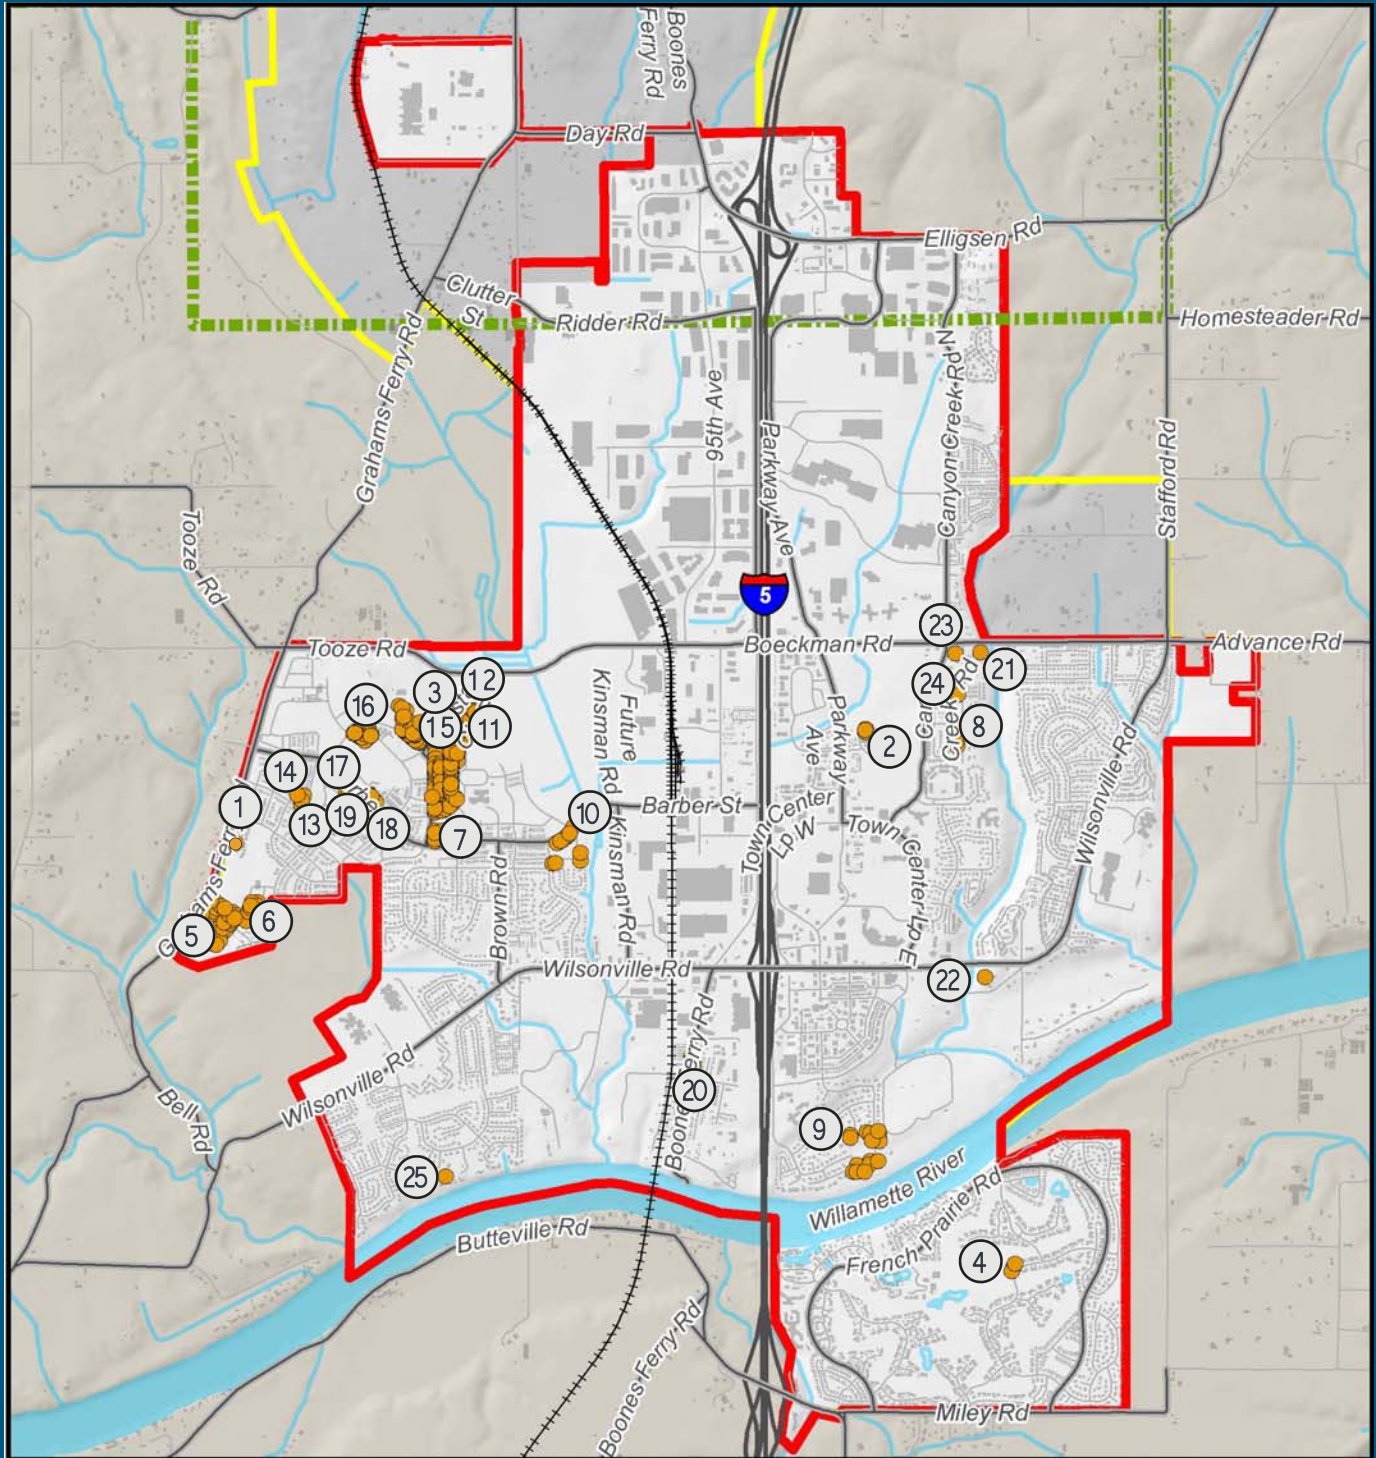 Boones
Ferry Rd
Day Rd
Elligsen Rd
Clutter
St
Ridder Rd
Homesteader Rd
Grahams Ferry Rd
95th Ave
Parkway Ave
Canyon Creek Rd N
Stafford Rd
Tooze Rd
5
23
Tooze Rd
Boeckman Rd
Advance Rd
12
3
24
21
16
15
11
8
2
Kinsman Rd
Future
Parkway
Ave
Creek Rd
Wilsonville Rd
14
17
1
13
19
18
7
10
Barber St
Town Center
Lp W
Town Center Lp E
Kinsman Rd
Brown Rd
5
6
Wilsonville Rd
22
Wilsonville Rd
20
Bell Rd
9
25
Willamette River
Butteville Rd
French Prairie Rd
4
Boones Ferry Rd
Miley Rd